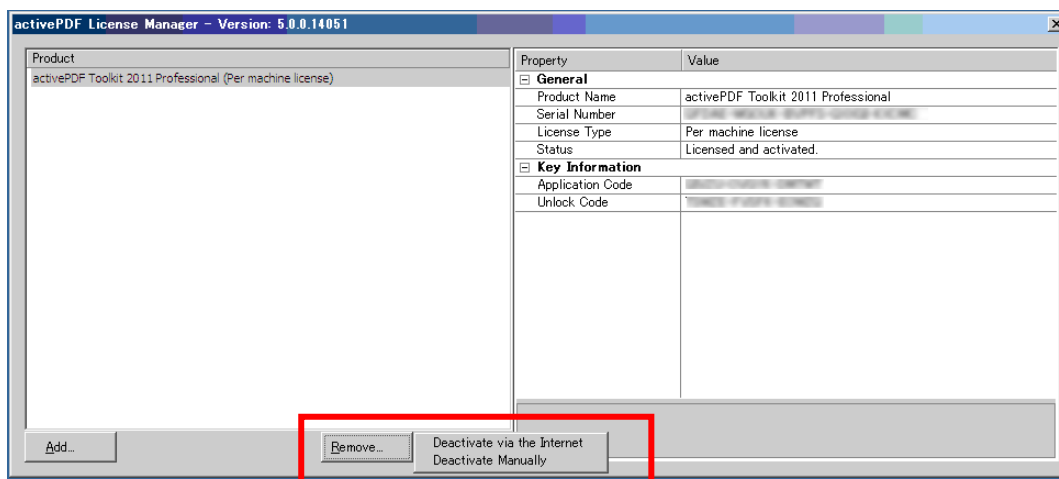 activePDF License Manager - Version: 5.0.0.14051
Product
activePDF Toolkit 2011 Professional (Per machine license)
Property Value
General
Product Name activePDF Toolkit 2011 Professional
Serial Number
License Type Per machine license
Status Licensed and activated.
Key Information
Application Code
Unlock Code
Add...
Remove...
Deactivate via the Internet
Deactivate Manually